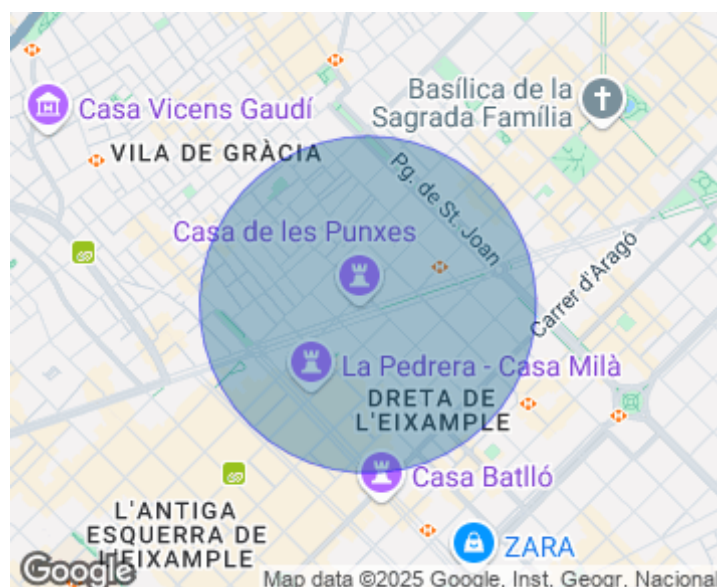 Basílica de la
Sagrada Família
Casa Vicens Gaudí
VILA DE GRÀCIA
Pg. de St. Joan
Casa de les Punxes
Carrer d'Aragó
La Pedrera - Casa Milà
DRETA DE
L'EIXAMPLE
Casa Batlló
L'ANTIGA
ESQUERRA DE
L'EIXAMPLE
ZARA
Google
Map data ©2025 Google, Inst. Geogr. Nacional